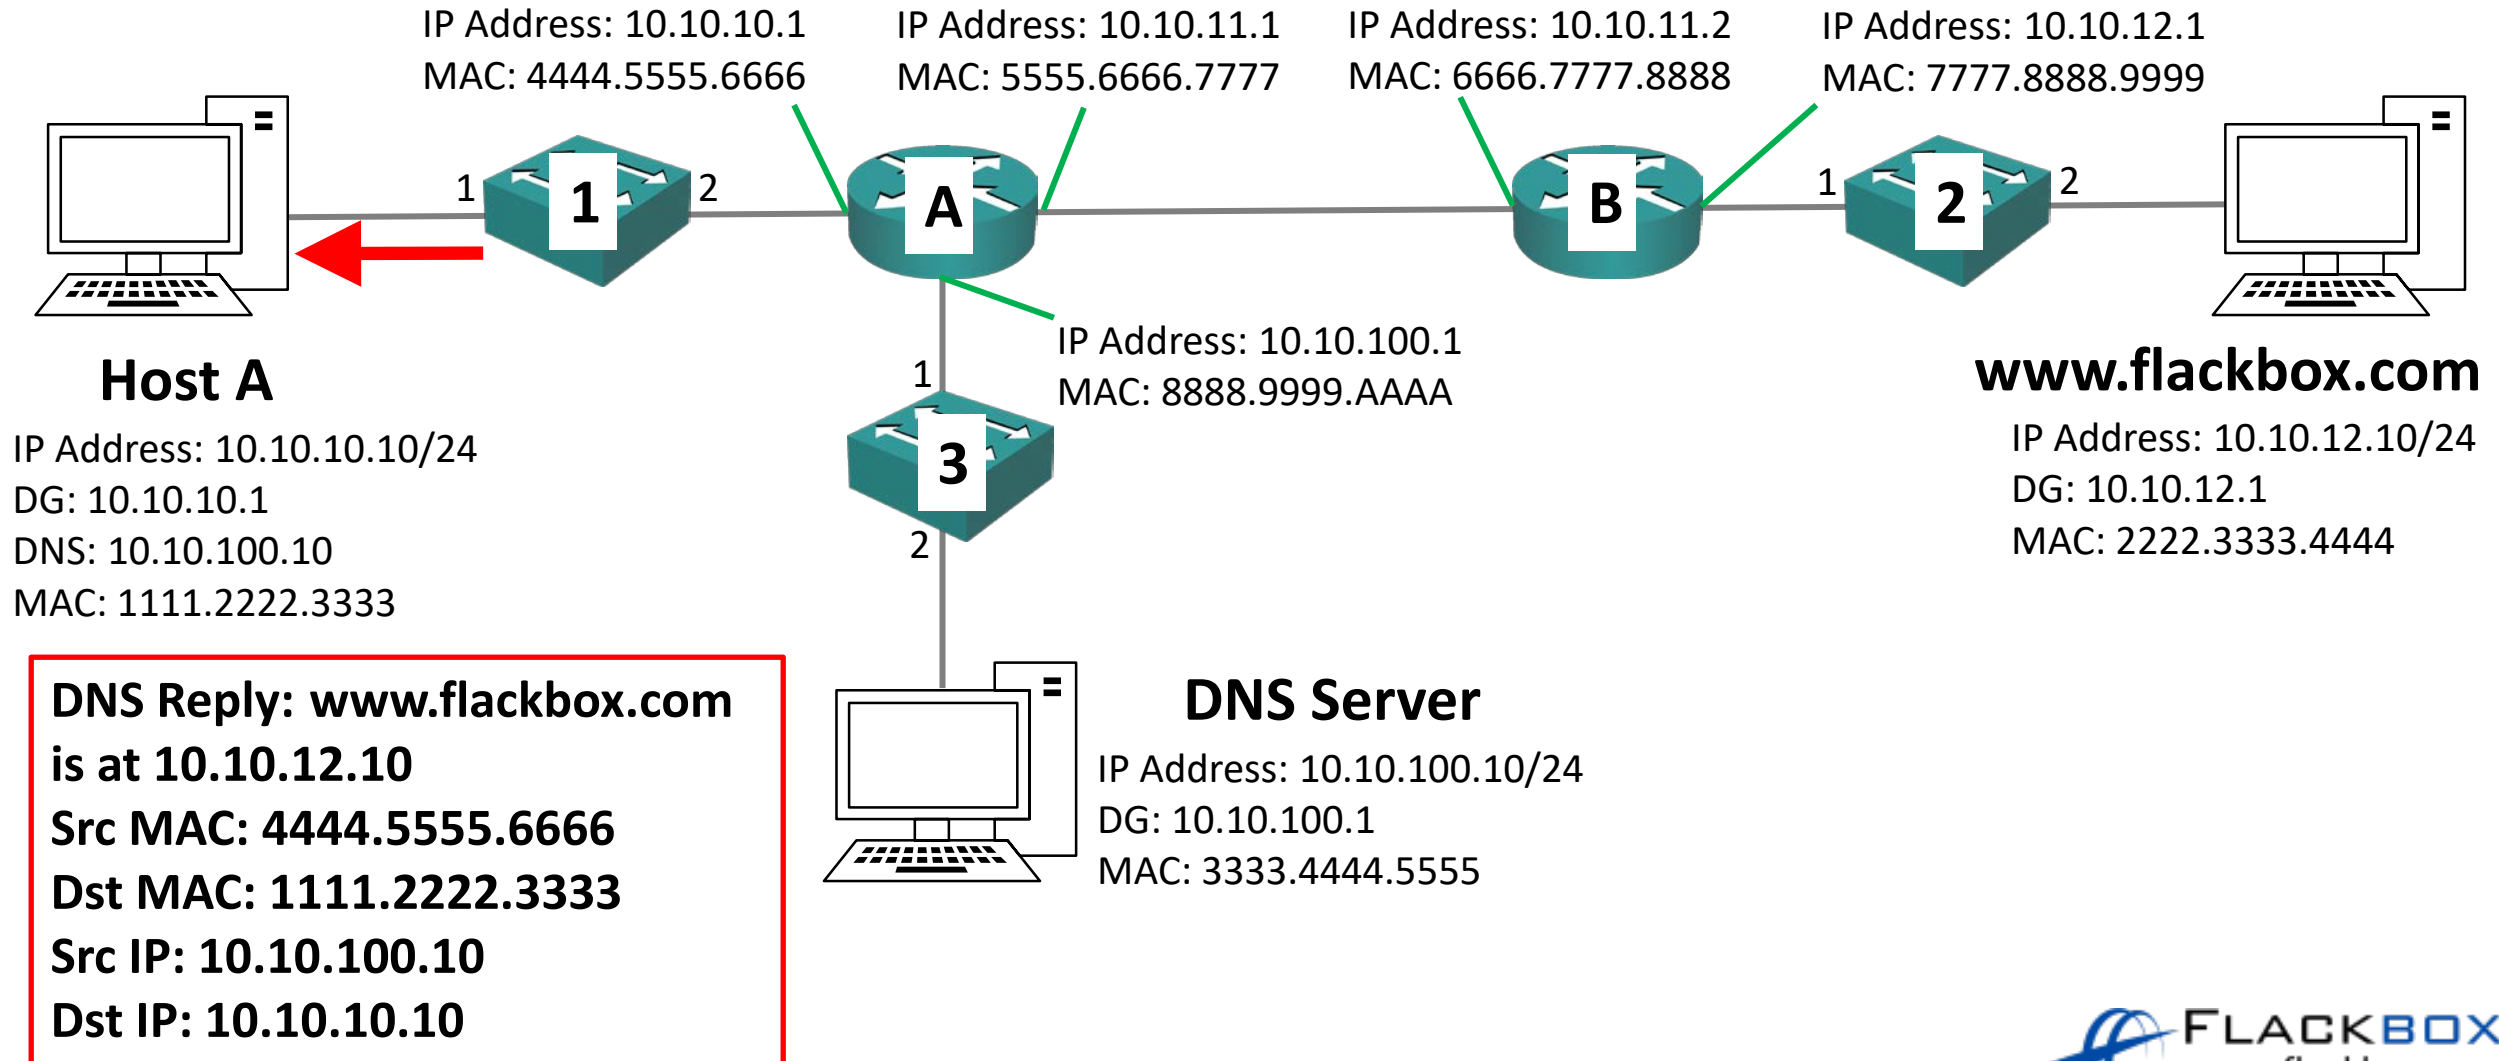 IP Address: 10.10.10.1
MAC: 4444.5555.6666
IP Address: 10.10.11.1
MAC: 5555.6666.7777
IP Address: 10.10.11.2
MAC: 6666.7777.8888
IP Address: 10.10.12.1
MAC: 7777.8888.9999
1
1
2
A
B
1
2
2
Host A
IP Address: 10.10.10.10/24
DG: 10.10.10.1
DNS: 10.10.100.10
MAC: 1111.2222.3333
IP Address: 10.10.100.1
MAC: 8888.9999.AAAA
1
3
2
www.flackbox.com
IP Address: 10.10.12.10/24
DG: 10.10.12.1
MAC: 2222.3333.4444
DNS Reply: www.flackbox.com
is at 10.10.12.10
Src MAC: 4444.5555.6666
Dst MAC: 1111.2222.3333
Src IP: 10.10.100.10
Dst IP: 10.10.10.10
DNS Server
IP Address: 10.10.100.10/24
DG: 10.10.100.1
MAC: 3333.4444.5555
FLACKBOX